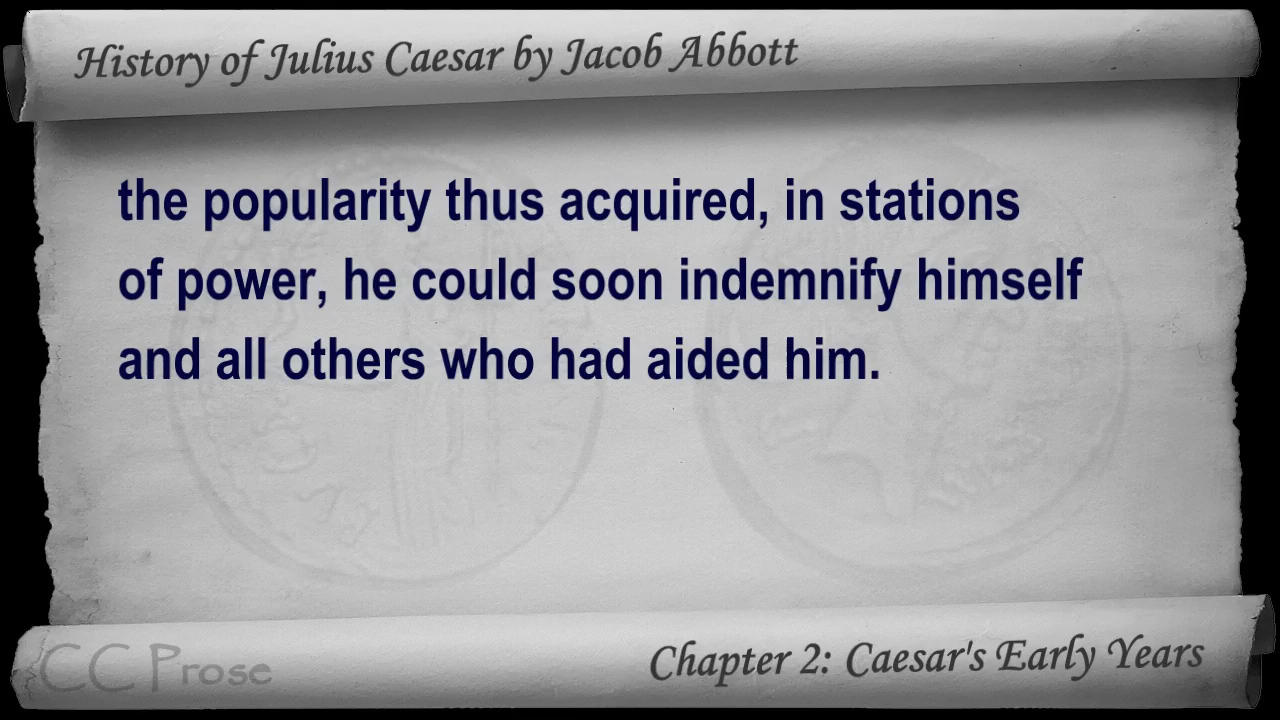 History of Julius Caesar by Jacob Abbott
the popularity thus acquired, in stations
of power, he could soon indemnify himself
and all others who had aided him.
CC Prose
Chapter 2: Caesar's Early Years